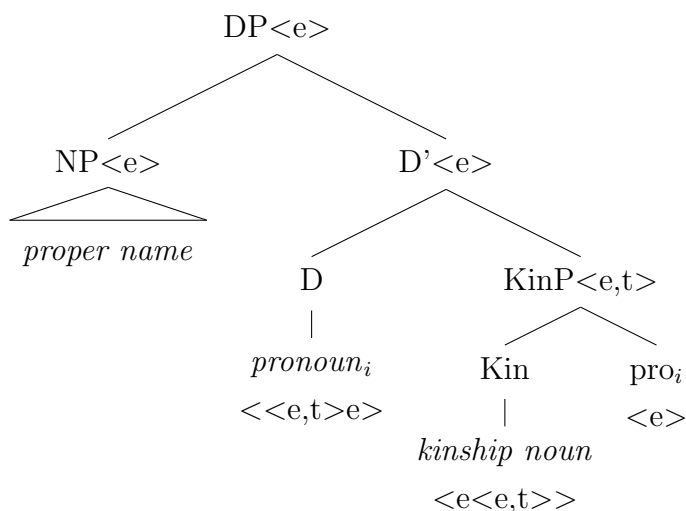 DP<e>
NP<e> D'<e>
proper name
D KinP<e,t>
pronounᵢ Kin proᵢ
<<e,t>e> <e>
kinship noun
<e<e,t>>